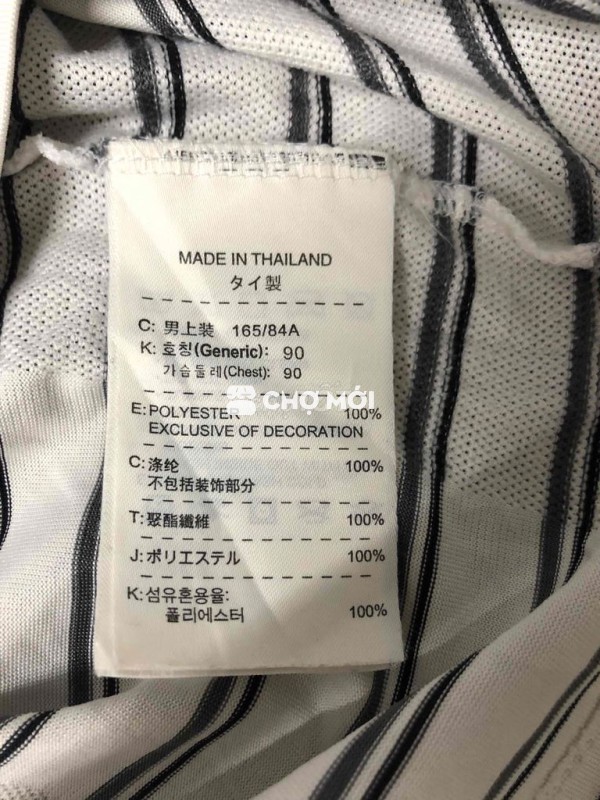 MADE IN THAILAND
タイ製
C: 男上装 165/84A
K: 호칭(Generic): 90
가슴둘레(Chest): 90
CHỢ MỚI
E: POLYESTER 100%
EXCLUSIVE OF DECORATION
C: 涤纶 100%
不包括装饰部分
T: 聚酯纖維 100%
J: ポリエステル 100%
K: 섬유혼용율:
폴리에스터 100%